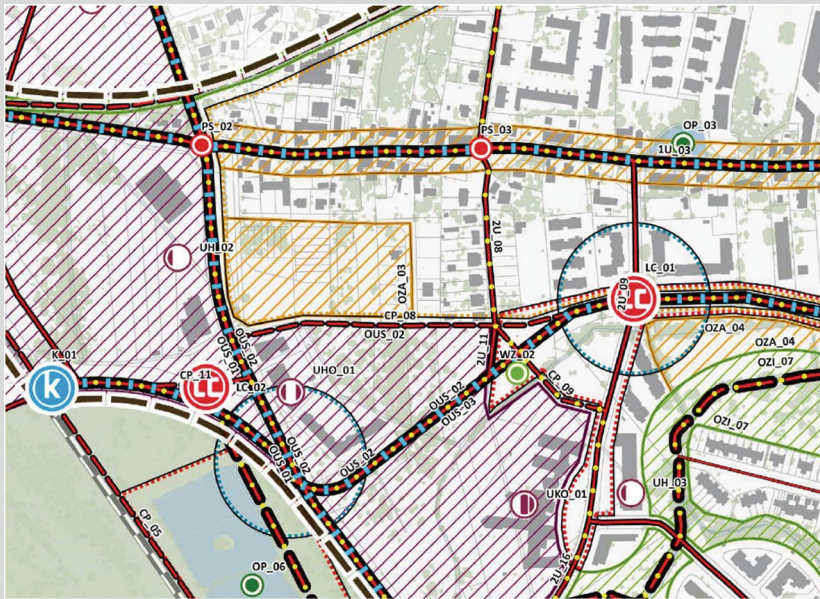 PS_02
PS_03
OP_03
1U_03
UH_02
2U_08
OZA_03
LC_01
2U_09
CP_08
OUS_02
OUS_02
OUS_01
2U_11
WZ_02
OZA_04
OZA_04
OZI_07
K_01
K
CP_11
LC
LC_02
UHO_01
CP_09
OUS_02
OUS_03
OZI_07
OUS_02
OUS_02
OUS_01
UH_03
UKO_01
CP_05
2U_16
OP_06